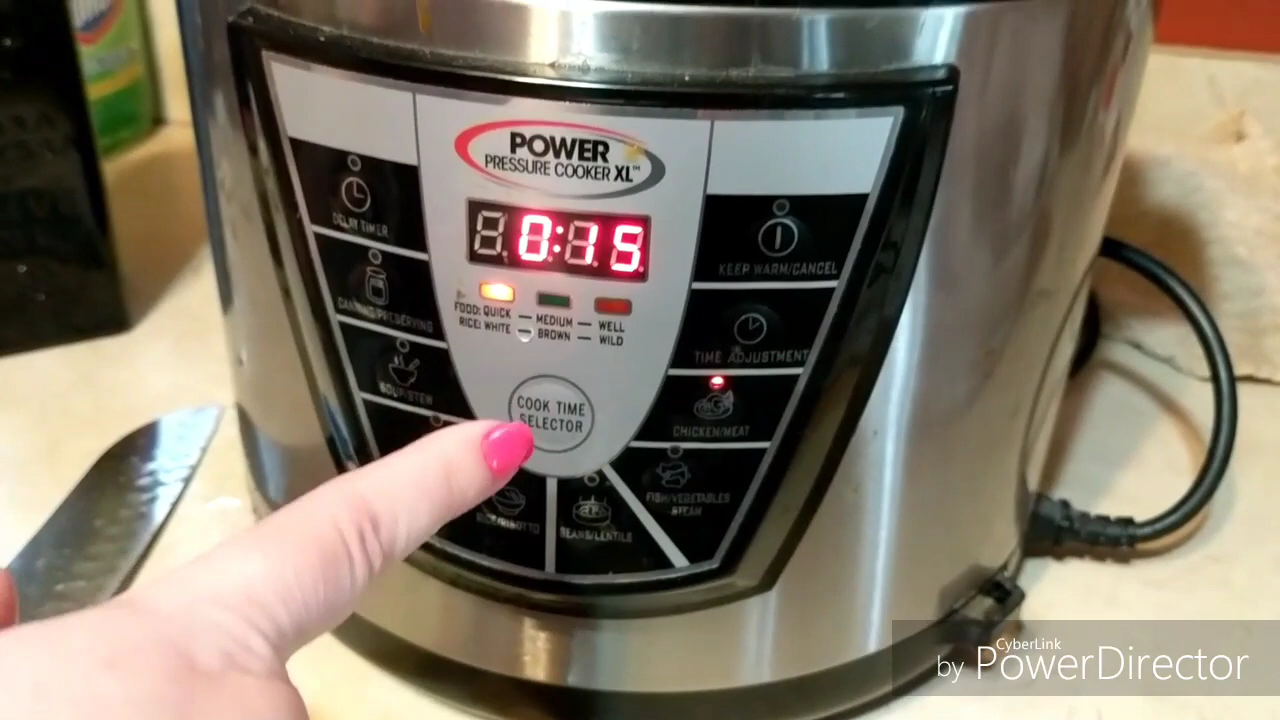 POWER
PRESSURE COOKER XL™
0:15
DELAY TIMER
CANNING/PRESERVING
SOUP/STEW
FOOD: QUICK — MEDIUM — WELL
RICE: WHITE — BROWN — WILD
COOK TIME
SELECTOR
RICE/RISOTTO
BEANS/LENTILS
KEEP WARM/CANCEL
TIME ADJUSTMENT
CHICKEN/MEAT
FISH/VEGETABLES
STEAM
CyberLink
by PowerDirector